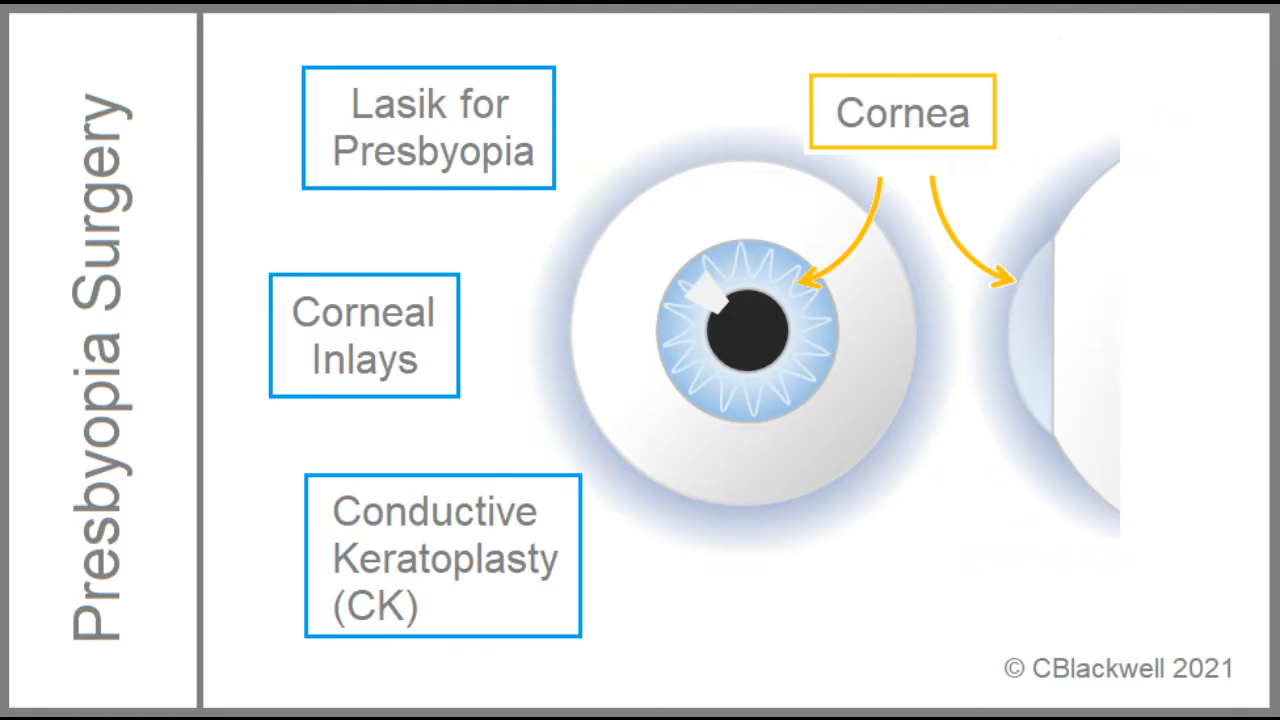 Presbyopia Surgery
Lasik for
Presbyopia
Cornea
Corneal
Inlays
Conductive
Keratoplasty
(CK)
© CBlackwell 2021